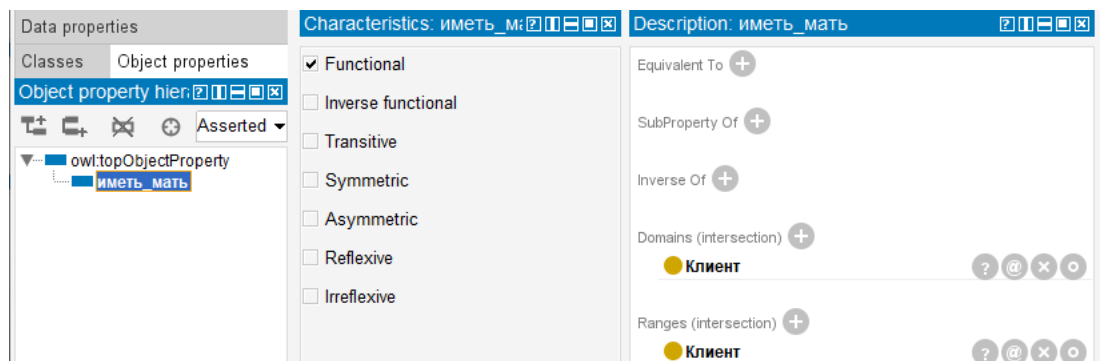 Data properties
Classes Object properties
Object property hier
Asserted
owl:topObjectProperty
иметь_мать
Characteristics: иметь_ма
Functional
Inverse functional
Transitive
Symmetric
Asymmetric
Reflexive
Irreflexive
Description: иметь_мать
Equivalent To
SubProperty Of
Inverse Of
Domains (intersection)
Клиент
Ranges (intersection)
Клиент